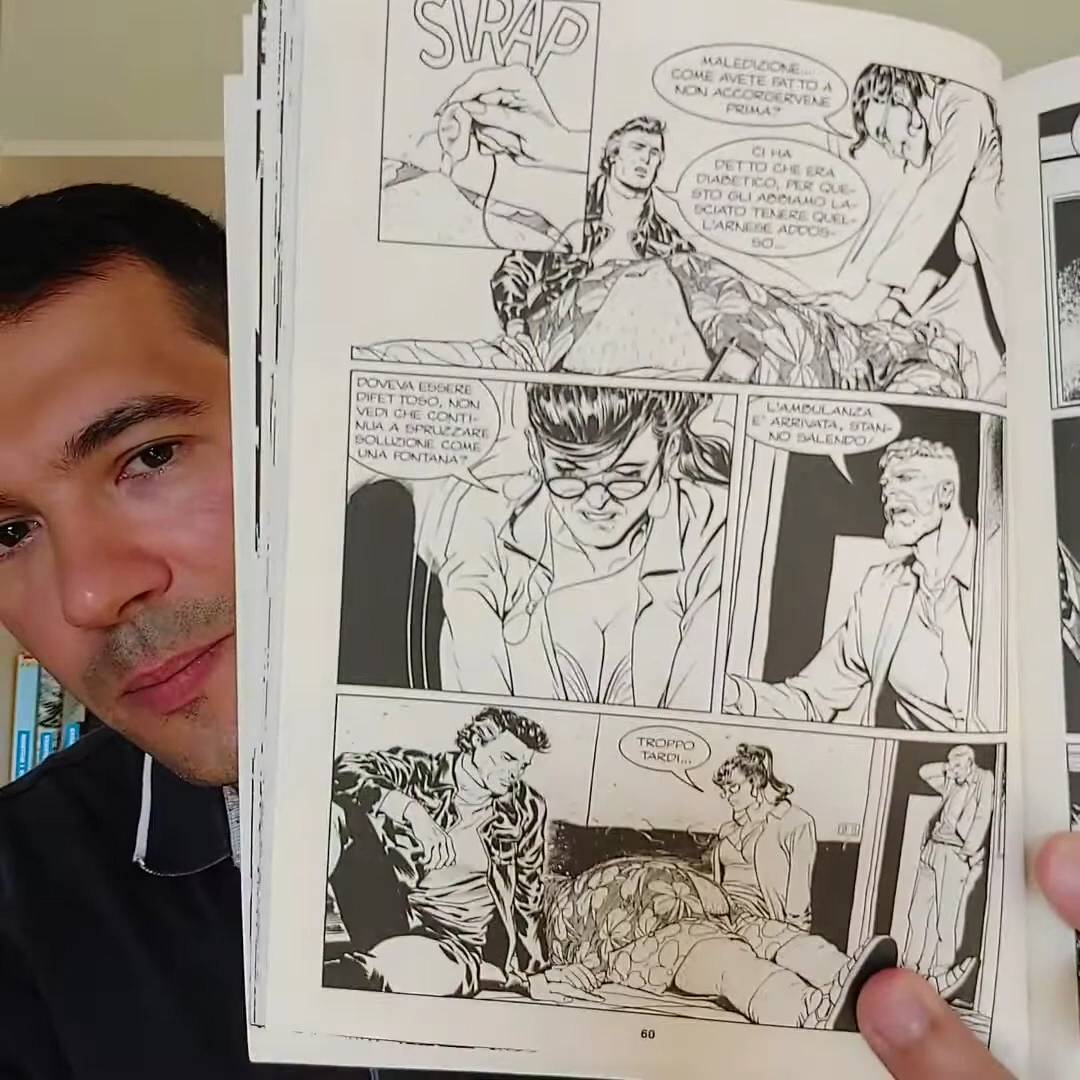 STRAP
MALEDIZIONE...
COME AVETE FATTO A
NON ACCORGERVENE
PRIMA?
CI HA
DETTO CHE ERA
DIABETICO, PER QUE-
STO GLI ABBIAMO LA-
SCIATO TENERE QUEL-
L'ARNESE ADDOS-
SO...
DOVEVA ESSERE
DIFETTOSO, NON
VEDI CHE CONTI-
NUA A SPRUZZARE
SOLUZIONE COME
UNA FONTANA?
L'AMBULANZA
E' ARRIVATA, STAN-
NO SALENDO!
TROPPO
TARDI...
60